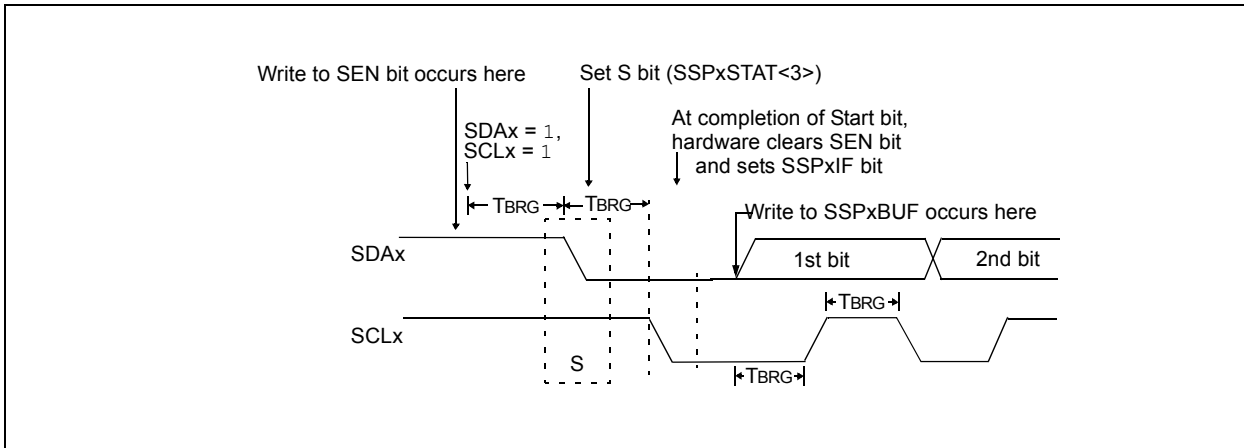 Write to SEN bit occurs here
Set S bit (SSPxSTAT<3>)
At completion of Start bit,
hardware clears SEN bit
and sets SSPxIF bit
SDAx = 1,
SCLx = 1
TBRG
TBRG
Write to SSPxBUF occurs here
SDAx
1st bit
2nd bit
TBRG
SCLx
S
TBRG